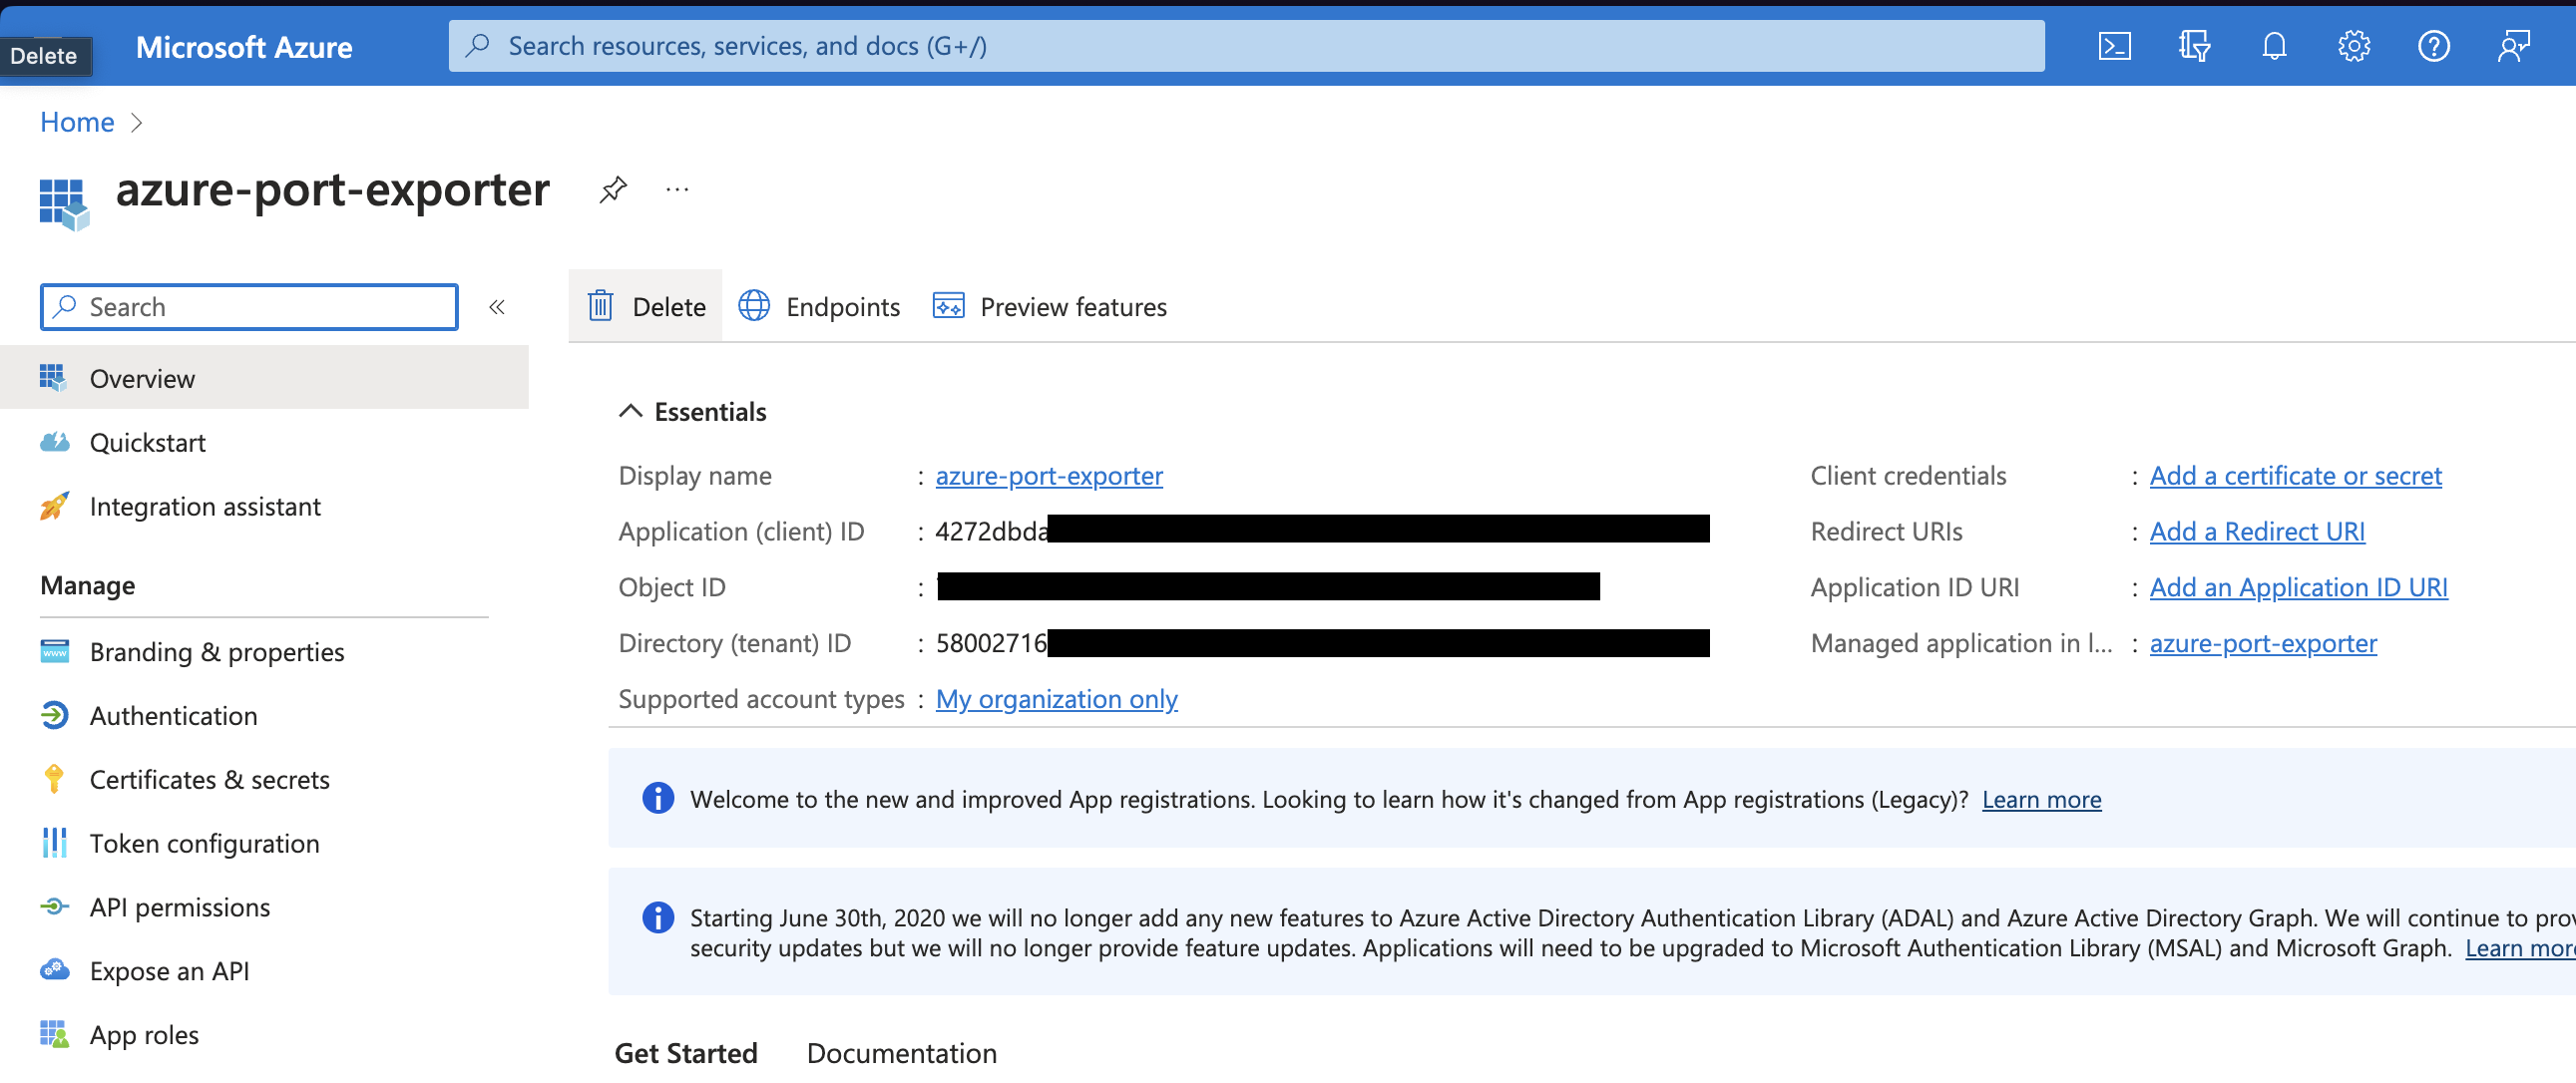 Delete
Microsoft Azure
Search resources, services, and docs (G+/)
Home
azure-port-exporter
Search
Overview
Quickstart
Integration assistant
Manage
Branding & properties
Authentication
Certificates & secrets
Token configuration
API permissions
Expose an API
App roles
Delete Endpoints Preview features
Essentials
Display name : azure-port-exporter
Application (client) ID : 4272dbda
Object ID :
Directory (tenant) ID : 58002716
Supported account types : My organization only
Client credentials : Add a certificate or secret
Redirect URIs : Add a Redirect URI
Application ID URI : Add an Application ID URI
Managed application in l... : azure-port-exporter
Welcome to the new and improved App registrations. Looking to learn how it's changed from App registrations (Legacy)? Learn more
Starting June 30th, 2020 we will no longer add any new features to Azure Active Directory Authentication Library (ADAL) and Azure Active Directory Graph. We will continue to prov
security updates but we will no longer provide feature updates. Applications will need to be upgraded to Microsoft Authentication Library (MSAL) and Microsoft Graph. Learn more
Get Started Documentation